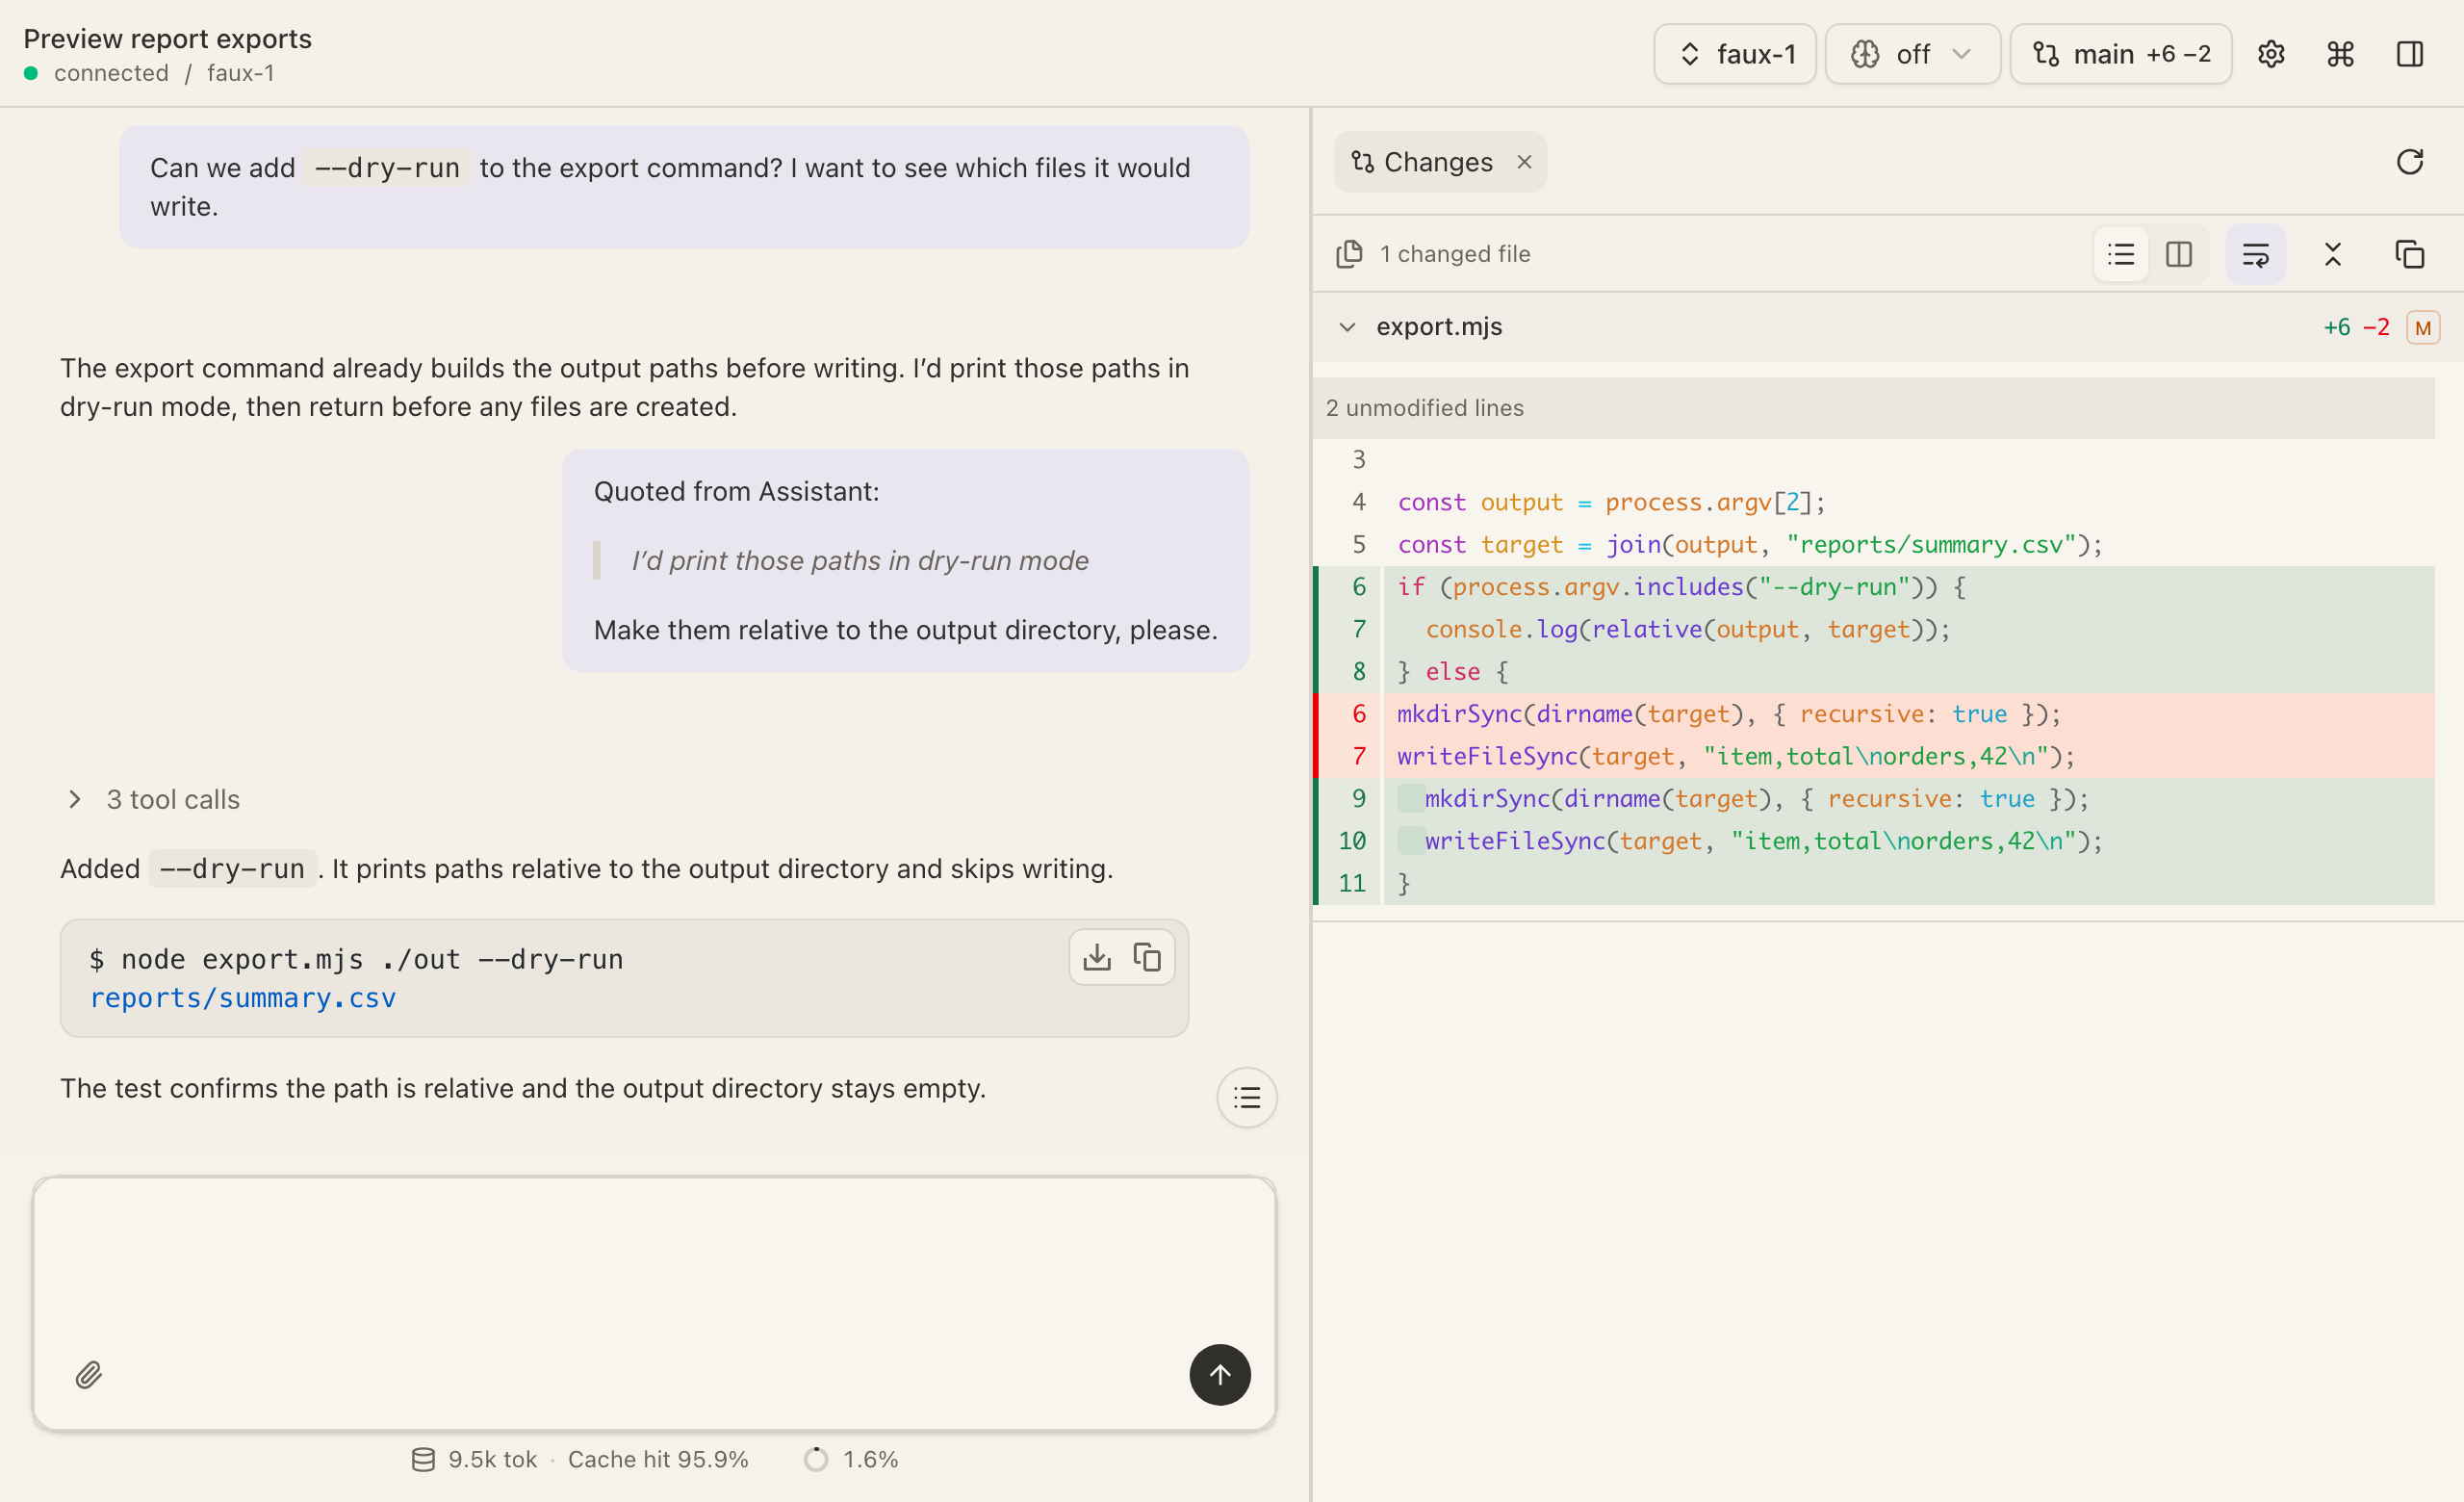 Preview report exports
connected / faux-1
faux-1
off
main +6 −2
Can we add --dry-run to the export command? I want to see which files it would
write.
The export command already builds the output paths before writing. I’d print those paths in
dry-run mode, then return before any files are created.
Quoted from Assistant:
I’d print those paths in dry-run mode
Make them relative to the output directory, please.
3 tool calls
Added --dry-run. It prints paths relative to the output directory and skips writing.
$ node export.mjs ./out --dry-run
reports/summary.csv
The test confirms the path is relative and the output directory stays empty.
9.5k tok · Cache hit 95.9%
1.6%
Changes
1 changed file
export.mjs
+6 −2 M
2 unmodified lines
3
4 const output = process.argv[2];
5 const target = join(output, "reports/summary.csv");
6 if (process.argv.includes("--dry-run")) {
7   console.log(relative(output, target));
8 } else {
6 mkdirSync(dirname(target), { recursive: true });
7 writeFileSync(target, "item,total\norders,42\n");
9   mkdirSync(dirname(target), { recursive: true });
10   writeFileSync(target, "item,total\norders,42\n");
11 }